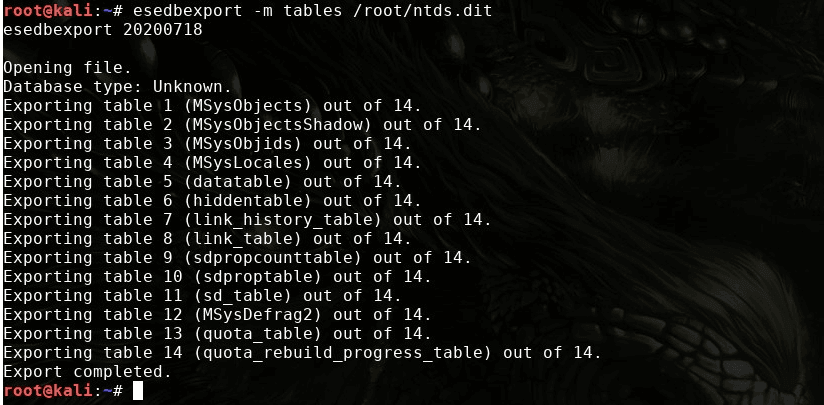 root@kali:~# esedbexport -m tables /root/ntds.dit
esedbexport 20200718

Opening file.
Database type: Unknown.
Exporting table 1 (MSysObjects) out of 14.
Exporting table 2 (MSysObjectsShadow) out of 14.
Exporting table 3 (MSysObjids) out of 14.
Exporting table 4 (MSysLocales) out of 14.
Exporting table 5 (datatable) out of 14.
Exporting table 6 (hiddentable) out of 14.
Exporting table 7 (link_history_table) out of 14.
Exporting table 8 (link_table) out of 14.
Exporting table 9 (sdpropcounttable) out of 14.
Exporting table 10 (sdproptable) out of 14.
Exporting table 11 (sd_table) out of 14.
Exporting table 12 (MSysDefrag2) out of 14.
Exporting table 13 (quota_table) out of 14.
Exporting table 14 (quota_rebuild_progress_table) out of 14.
Export completed.
root@kali:~#